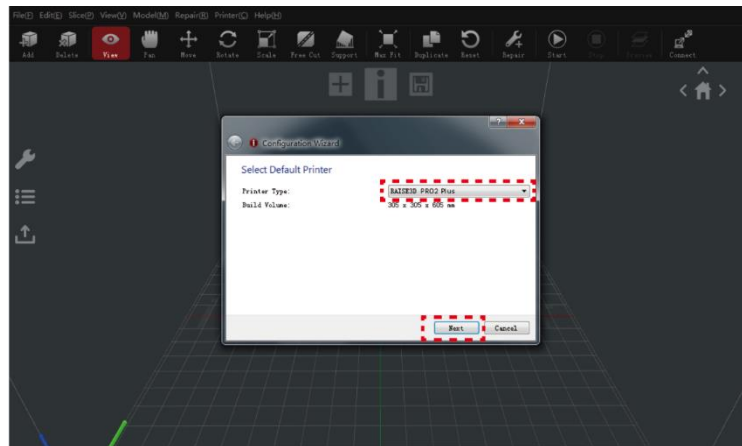 File(F) Edit(E) Slice(P) View(V) Model(M) Repair(R) Printer(C) Help(H)
Add Delete View Pan Move Rotate Scale Free Cut Support Max Fit Duplicate Reset Repair Start Stop Connect
Configuration Wizard
Select Default Printer
Printer Type: RAISE3D PRO2 Plus
Build Volume: 305 x 305 x 605 mm
Next Cancel